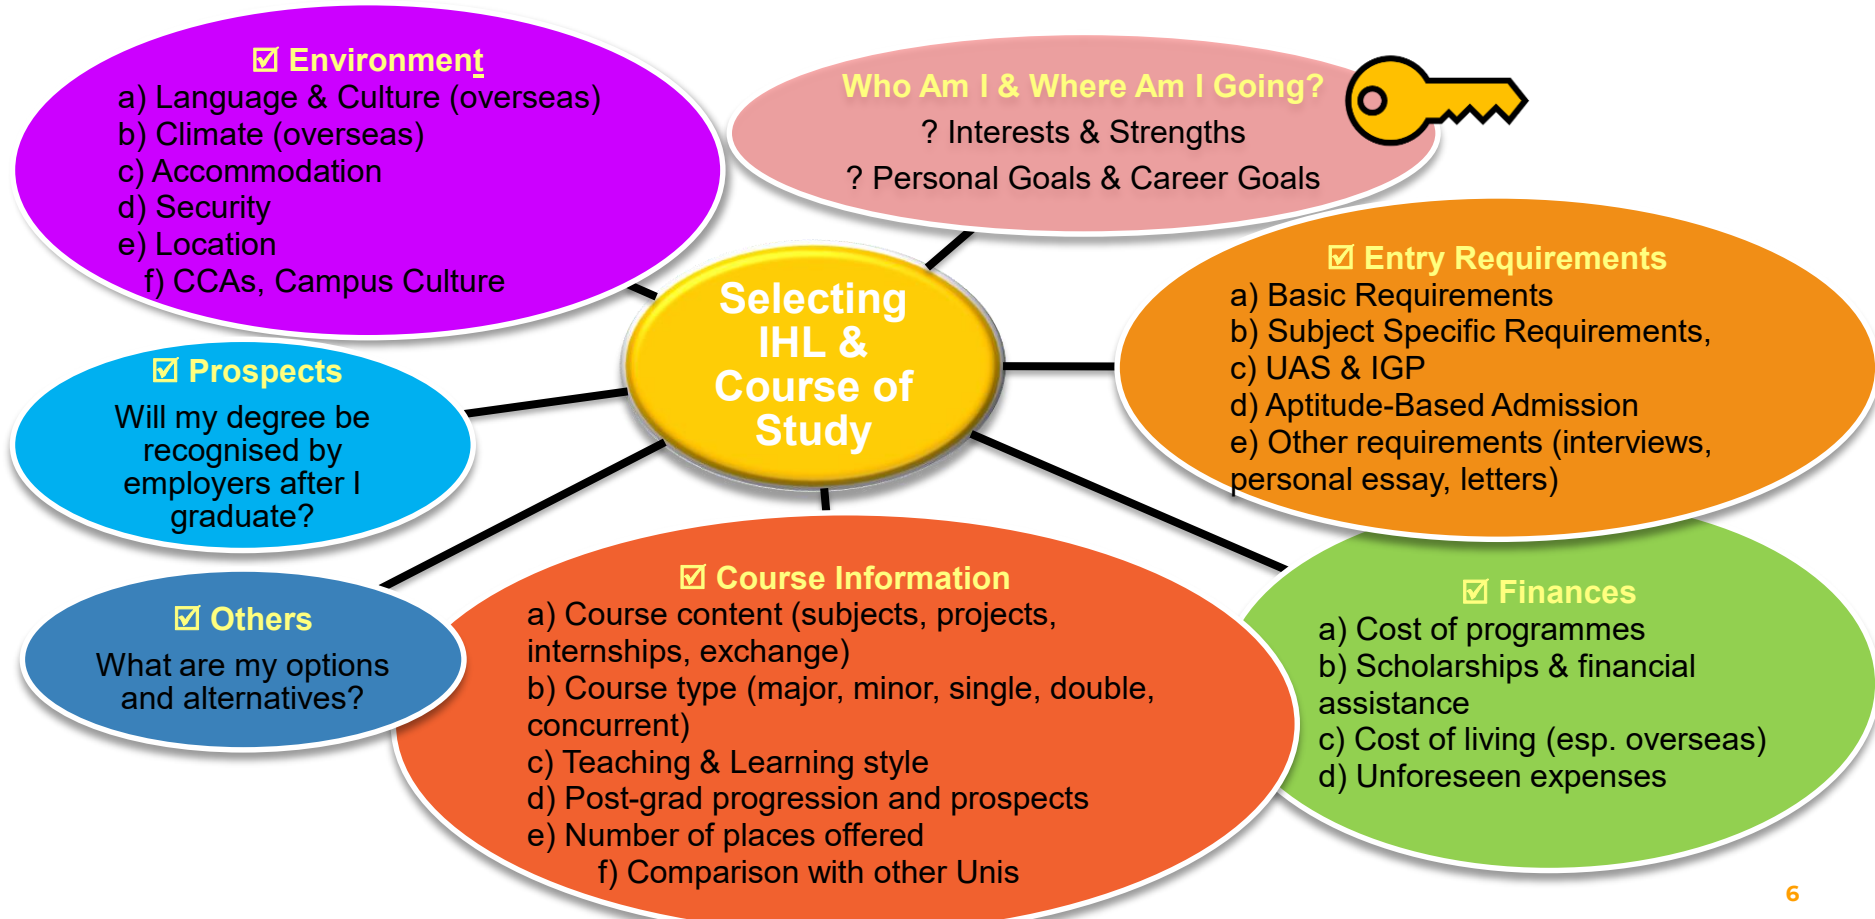 ☑ Environment
a) Language & Culture (overseas)
b) Climate (overseas)
c) Accommodation
d) Security
e) Location
f) CCAs, Campus Culture
Who Am I & Where Am I Going?
? Interests & Strengths
? Personal Goals & Career Goals
☑ Entry Requirements
a) Basic Requirements
b) Subject Specific Requirements,
c) UAS & IGP
d) Aptitude-Based Admission
e) Other requirements (interviews,
personal essay, letters)
Selecting
IHL &
Course of
Study
☑ Prospects
Will my degree be
recognised by
employers after I
graduate?
☑ Others
What are my options
and alternatives?
☑ Course Information
a) Course content (subjects, projects,
internships, exchange)
b) Course type (major, minor, single, double,
concurrent)
c) Teaching & Learning style
d) Post-grad progression and prospects
e) Number of places offered
f) Comparison with other Unis
☑ Finances
a) Cost of programmes
b) Scholarships & financial
assistance
c) Cost of living (esp. overseas)
d) Unforeseen expenses
6